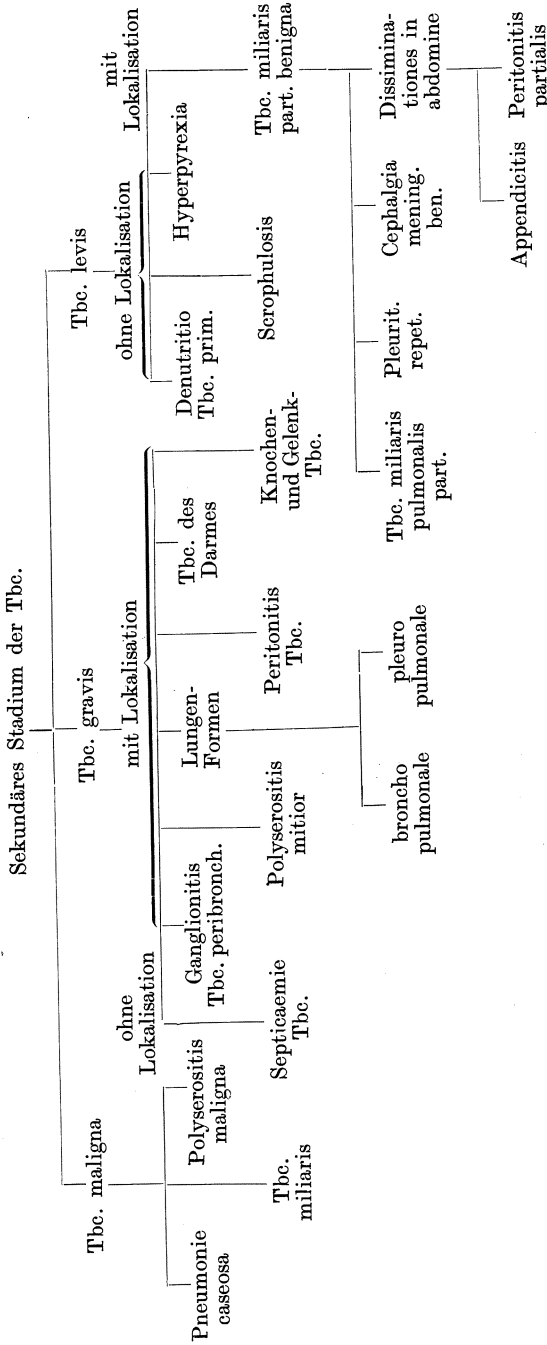 Sekundäres Stadium der Tbc.
Tbc. maligna
Tbc. gravis
Tbc. levis
ohne
Lokalisation
mit Lokalisation
ohne Lokalisation
mit
Lokalisation
Pneumonie
caseosa
Tbc.
miliaris
Polyserositis
maligna
Septicaemie
Tbc.
Ganglionitis
Tbc. peribronch.
Polyserositis
mitior
Lungen-
Formen
Peritonitis
Tbc.
Tbc. des
Darmes
Knochen-
und Gelenk-
Tbc.
Denutritio
Tbc. prim.
Scrophulosis
Hyperpyrexia
Tbc. miliaris
part. benigna
broncho
pulmonale
pleuro
pulmonale
Tbc. miliaris
pulmonalis
part.
Pleurit.
repet.
Cephalgia
mening.
ben.
Dissimina-
tiones in
abdomine
Appendicitis
Peritonitis
partialis